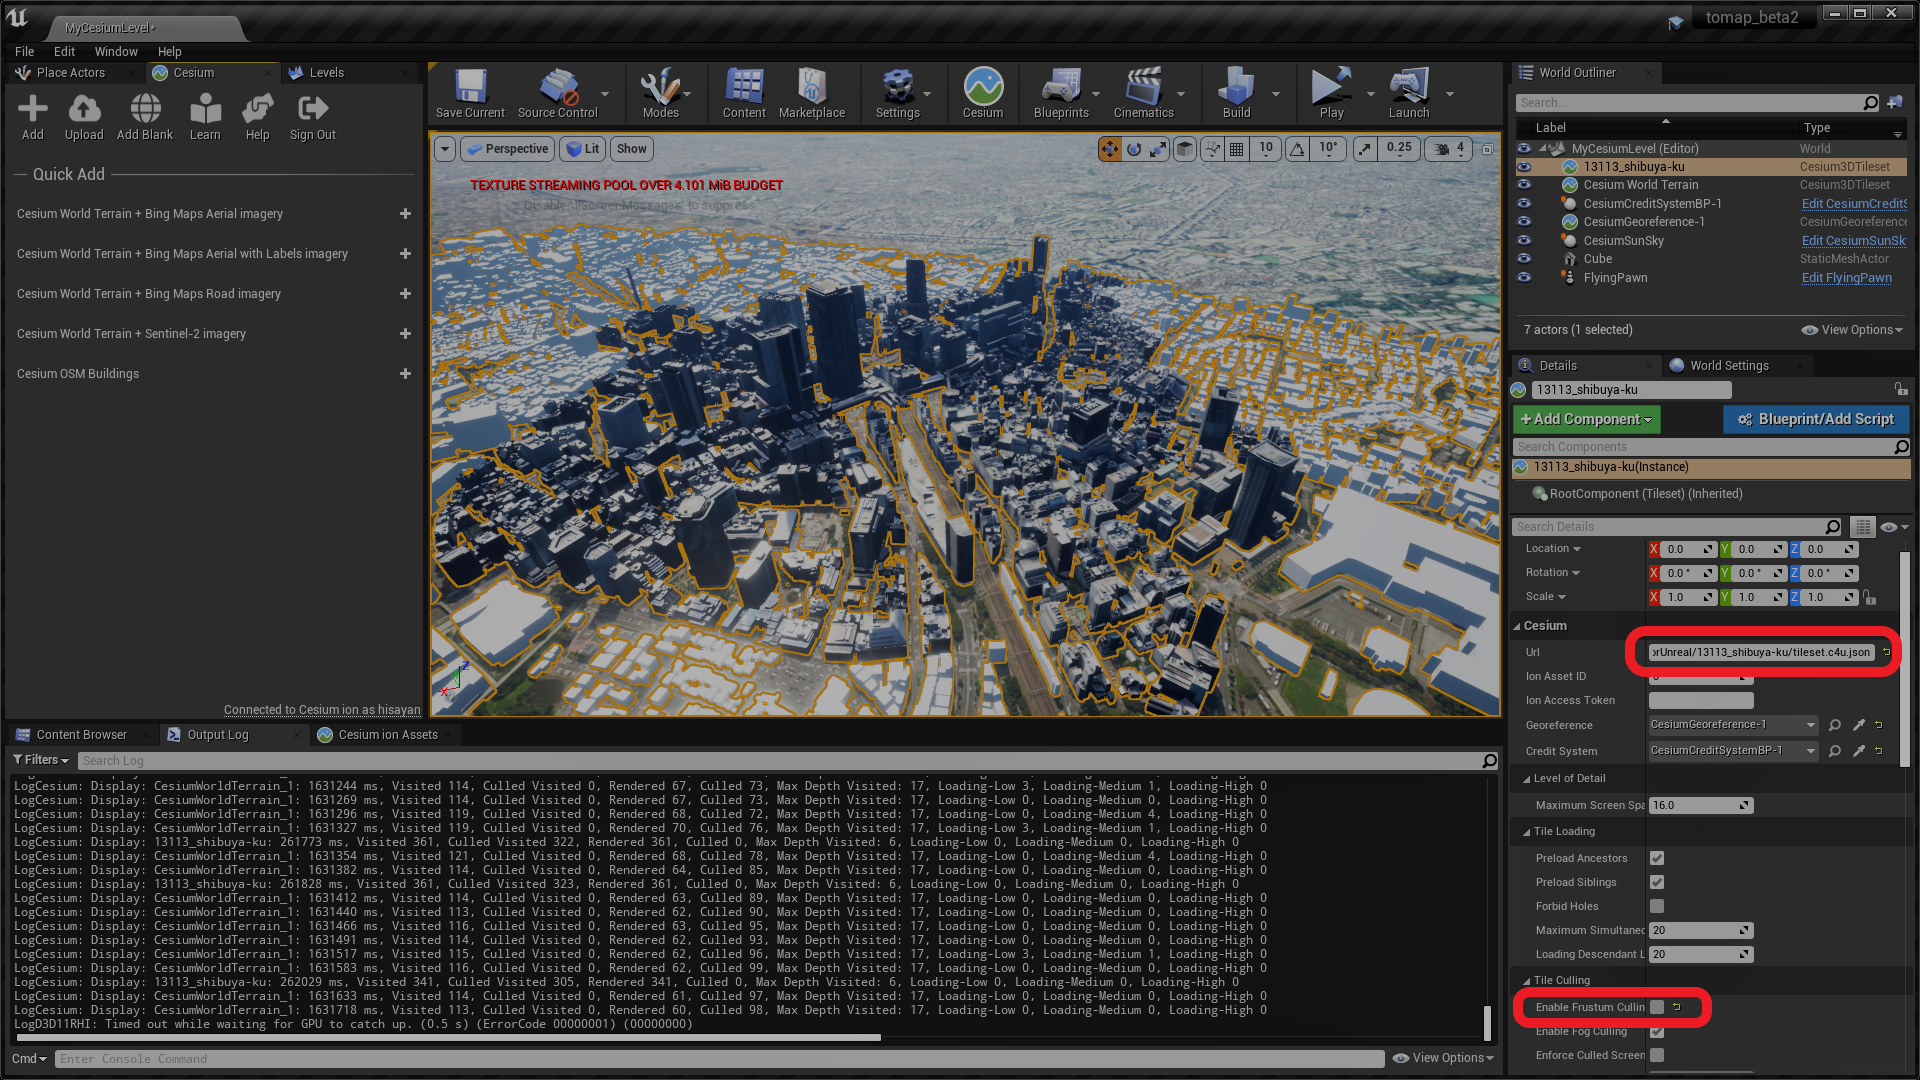 MyCesiumLevel*
tomap_beta2
File Edit Window Help
Place Actors
Cesium
Levels
Add
Upload
Add Blank
Learn
Help
Sign Out
Quick Add
Cesium World Terrain + Bing Maps Aerial imagery
Cesium World Terrain + Bing Maps Aerial with Labels imagery
Cesium World Terrain + Bing Maps Road imagery
Cesium World Terrain + Sentinel-2 imagery
Cesium OSM Buildings
Connected to Cesium ion as hisayan
Save Current
Source Control
Modes
Content
Marketplace
Settings
Cesium
Blueprints
Cinematics
Build
Play
Launch
Perspective
Lit
Show
10
10°
0.25
4
TEXTURE STREAMING POOL OVER 4.101 MiB BUDGET
'DisableAllScreenMessages' to suppress
Z
X
World Outliner
Search...
Label
Type
MyCesiumLevel (Editor) World
13113_shibuya-ku Cesium3DTileset
Cesium World Terrain Cesium3DTileset
CesiumCreditSystemBP-1 Edit CesiumCreditS
CesiumGeoreference-1 CesiumGeoreference
CesiumSunSky Edit CesiumSunSky
Cube StaticMeshActor
FlyingPawn Edit FlyingPawn
7 actors (1 selected)
View Options
Details
World Settings
13113_shibuya-ku
+Add Component
Blueprint/Add Script
Search Components
13113_shibuya-ku(Instance)
RootComponent (Tileset) (Inherited)
Search Details
Location X 0.0 Y 0.0 Z 0.0
Rotation X 0.0 ° Y 0.0 ° Z 0.0 °
Scale X 1.0 Y 1.0 Z 1.0
Cesium
Url rUnreal/13113_shibuya-ku/tileset.c4u.json
Ion Asset ID
Ion Access Token
Georeference CesiumGeoreference-1
Credit System CesiumCreditSystemBP-1
Level of Detail
Maximum Screen Spa 16.0
Tile Loading
Preload Ancestors
Preload Siblings
Forbid Holes
Maximum Simultanec 20
Loading Descendant L 20
Tile Culling
Enable Frustum Cullin
Enable Fog Culling
Enforce Culled Screen
Content Browser
Output Log
Cesium ion Assets
Filters
Search Log
LogCesium: Display: CesiumWorldTerrain_1: 1631244 ms, Visited 114, Culled Visited 0, Rendered 67, Culled 73, Max Depth Visited: 17, Loading-Low 3, Loading-Medium 1, Loading-High 0
LogCesium: Display: CesiumWorldTerrain_1: 1631269 ms, Visited 114, Culled Visited 0, Rendered 67, Culled 73, Max Depth Visited: 17, Loading-Low 0, Loading-Medium 0, Loading-High 0
LogCesium: Display: CesiumWorldTerrain_1: 1631296 ms, Visited 119, Culled Visited 0, Rendered 68, Culled 72, Max Depth Visited: 17, Loading-Low 0, Loading-Medium 4, Loading-High 0
LogCesium: Display: CesiumWorldTerrain_1: 1631327 ms, Visited 119, Culled Visited 0, Rendered 70, Culled 76, Max Depth Visited: 17, Loading-Low 3, Loading-Medium 1, Loading-High 0
LogCesium: Display: 13113_shibuya-ku: 261773 ms, Visited 361, Culled Visited 322, Rendered 361, Culled 0, Max Depth Visited: 6, Loading-Low 0, Loading-Medium 0, Loading-High 0
LogCesium: Display: CesiumWorldTerrain_1: 1631354 ms, Visited 121, Culled Visited 0, Rendered 68, Culled 78, Max Depth Visited: 17, Loading-Low 0, Loading-Medium 4, Loading-High 0
LogCesium: Display: CesiumWorldTerrain_1: 1631382 ms, Visited 114, Culled Visited 0, Rendered 64, Culled 85, Max Depth Visited: 17, Loading-Low 0, Loading-Medium 0, Loading-High 0
LogCesium: Display: 13113_shibuya-ku: 261828 ms, Visited 361, Culled Visited 323, Rendered 361, Culled 0, Max Depth Visited: 6, Loading-Low 0, Loading-Medium 0, Loading-High 0
LogCesium: Display: CesiumWorldTerrain_1: 1631412 ms, Visited 114, Culled Visited 0, Rendered 63, Culled 89, Max Depth Visited: 17, Loading-Low 0, Loading-Medium 0, Loading-High 0
LogCesium: Display: CesiumWorldTerrain_1: 1631440 ms, Visited 113, Culled Visited 0, Rendered 62, Culled 90, Max Depth Visited: 17, Loading-Low 0, Loading-Medium 0, Loading-High 0
LogCesium: Display: CesiumWorldTerrain_1: 1631466 ms, Visited 116, Culled Visited 0, Rendered 63, Culled 95, Max Depth Visited: 17, Loading-Low 0, Loading-Medium 0, Loading-High 0
LogCesium: Display: CesiumWorldTerrain_1: 1631491 ms, Visited 114, Culled Visited 0, Rendered 62, Culled 93, Max Depth Visited: 17, Loading-Low 0, Loading-Medium 0, Loading-High 0
LogCesium: Display: CesiumWorldTerrain_1: 1631517 ms, Visited 115, Culled Visited 0, Rendered 62, Culled 96, Max Depth Visited: 17, Loading-Low 3, Loading-Medium 1, Loading-High 0
LogCesium: Display: CesiumWorldTerrain_1: 1631583 ms, Visited 116, Culled Visited 0, Rendered 62, Culled 99, Max Depth Visited: 17, Loading-Low 0, Loading-Medium 0, Loading-High 0
LogCesium: Display: 13113_shibuya-ku: 262029 ms, Visited 341, Culled Visited 305, Rendered 341, Culled 0, Max Depth Visited: 6, Loading-Low 0, Loading-Medium 0, Loading-High 0
LogCesium: Display: CesiumWorldTerrain_1: 1631633 ms, Visited 114, Culled Visited 0, Rendered 61, Culled 97, Max Depth Visited: 17, Loading-Low 0, Loading-Medium 0, Loading-High 0
LogCesium: Display: CesiumWorldTerrain_1: 1631718 ms, Visited 113, Culled Visited 0, Rendered 60, Culled 98, Max Depth Visited: 17, Loading-Low 0, Loading-Medium 0, Loading-High 0
LogD3D11RHI: Timed out while waiting for GPU to catch up. (0.5 s) (ErrorCode 00000001) (00000000)
Cmd
Enter Console Command
View Options